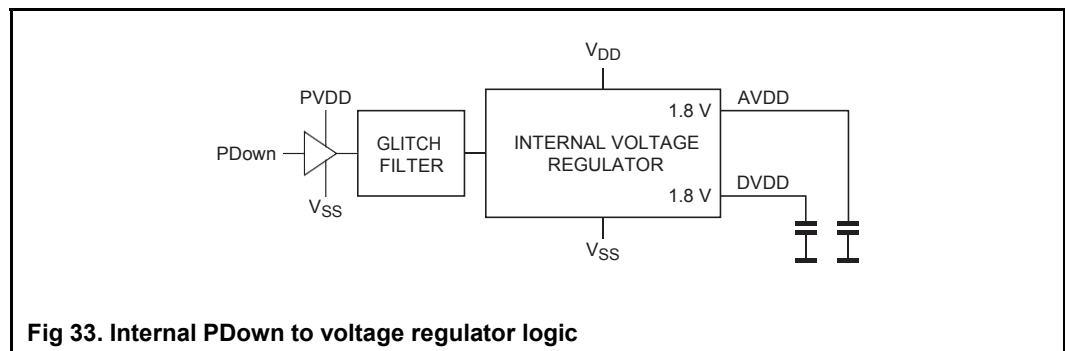 VDD
PVDD
AVDD
1.8 V
GLITCH
FILTER
INTERNAL VOLTAGE
REGULATOR
PDown
DVDD
1.8 V
VSS
VSS
Fig 33. Internal PDown to voltage regulator logic